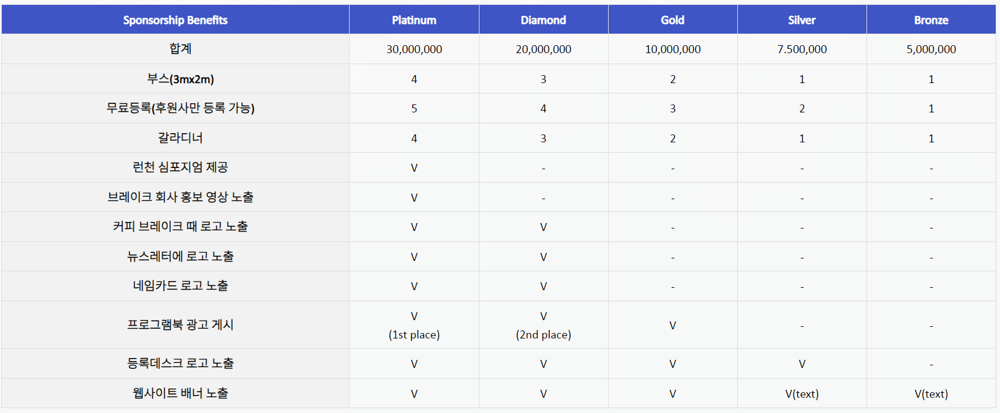 Sponsorship Benefits Platinum Diamond Gold Silver Bronze
합계 30,000,000 20,000,000 10,000,000 7.500,000 5,000,000
부스(3mx2m) 4 3 2 1 1
무료등록(후원사만 등록 가능) 5 4 3 2 1
갈라디너 4 3 2 1 1
런천 심포지엄 제공 V - - - -
브레이크 회사 홍보 영상 노출 V - - - -
커피 브레이크 때 로고 노출 V V - - -
뉴스레터에 로고 노출 V V - - -
네임카드 로고 노출 V V - - -
프로그램북 광고 게시 V (1st place) V (2nd place) V - -
등록데스크 로고 노출 V V V V -
웹사이트 배너 노출 V V V V(text) V(text)